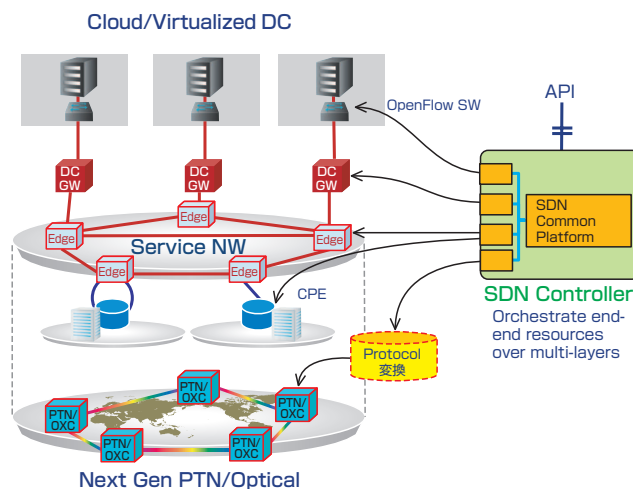 Cloud/Virtualized DC
OpenFlow SW
API
DC
GW
DC
GW
DC
GW
SDN
Common
Platform
Edge
Edge
Edge
Service NW
Edge
Edge
SDN Controller
CPE
Orchestrate end-
end resources
over multi-layers
Protocol
変換
PTN/
OXC
PTN/
OXC
PTN/
OXC
PTN/
OXC
PTN/
OXC
Next Gen PTN/Optical